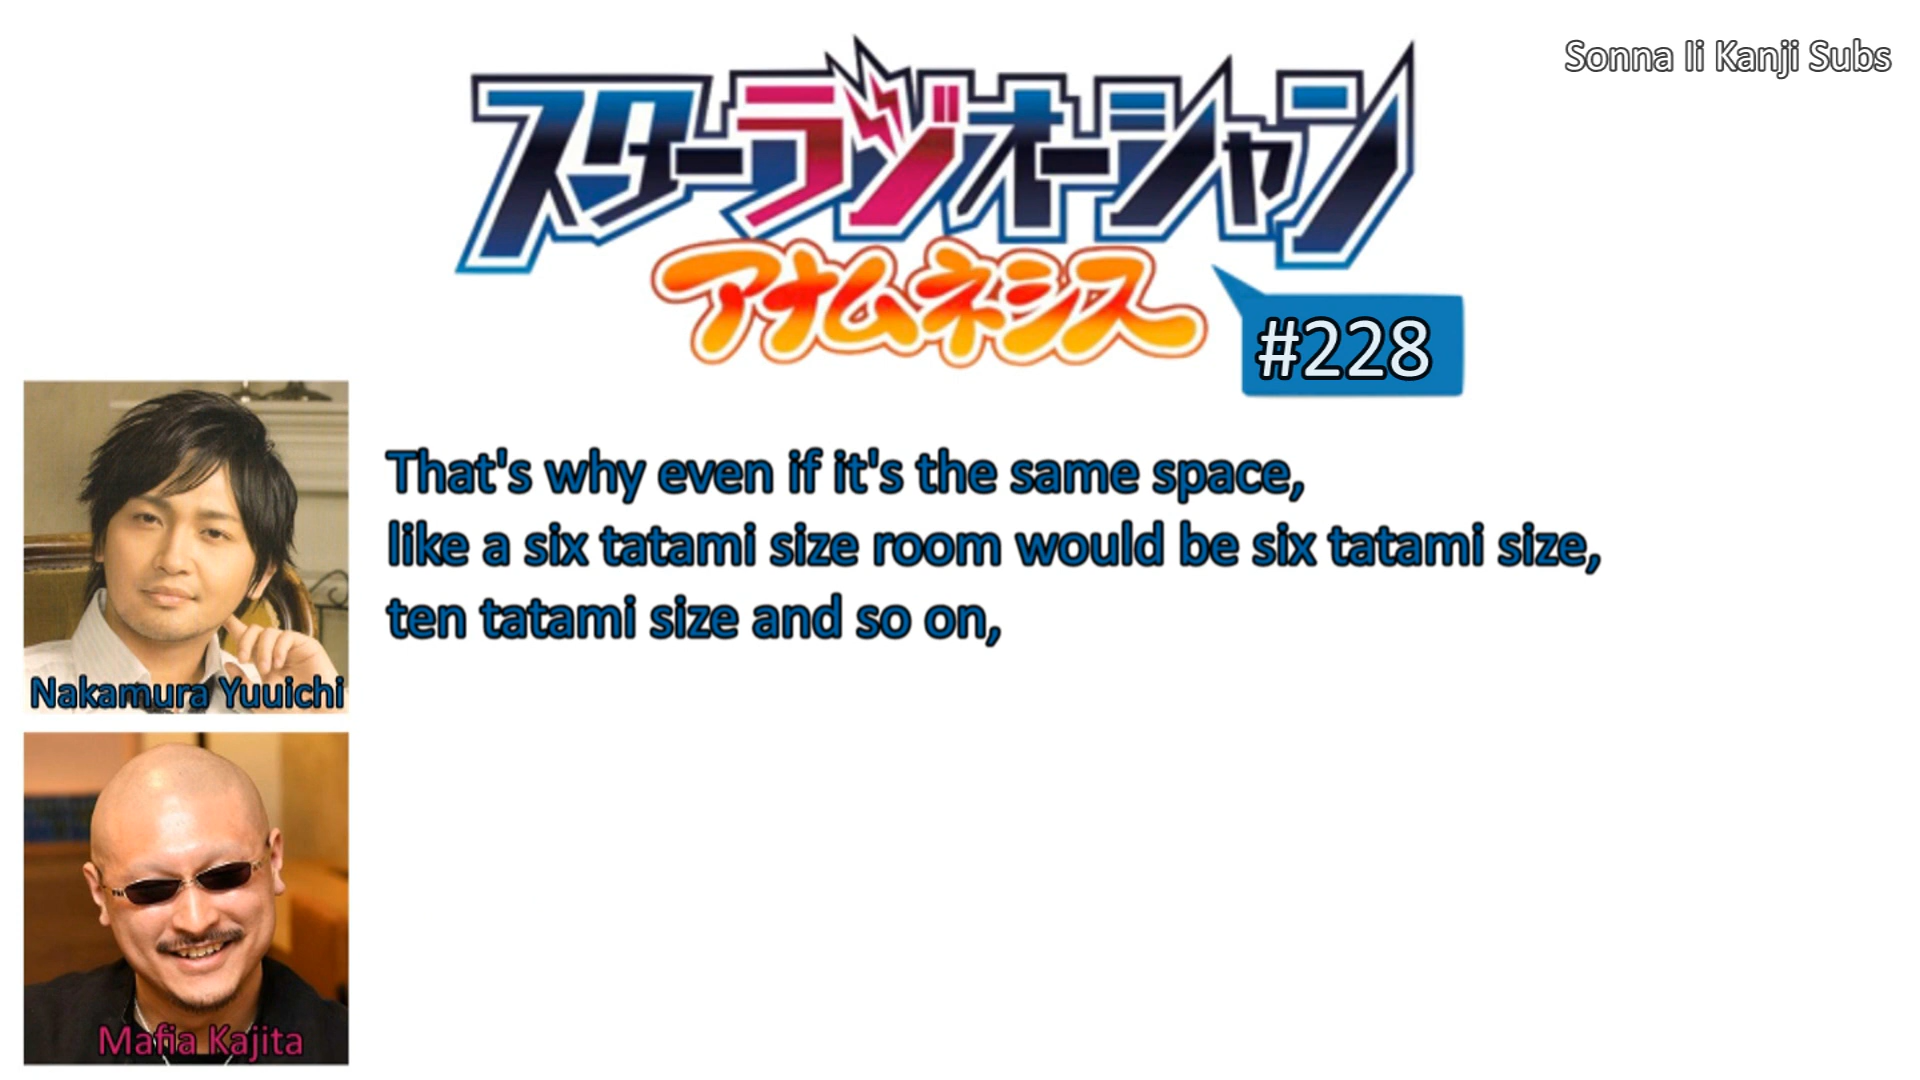 Sonna Ii Kanji Subs
スターラジオーシャン
アナムネシス
#228
That's why even if it's the same space,
like a six tatami size room would be six tatami size,
ten tatami size and so on,
Nakamura Yuuichi
Mafia Kajita